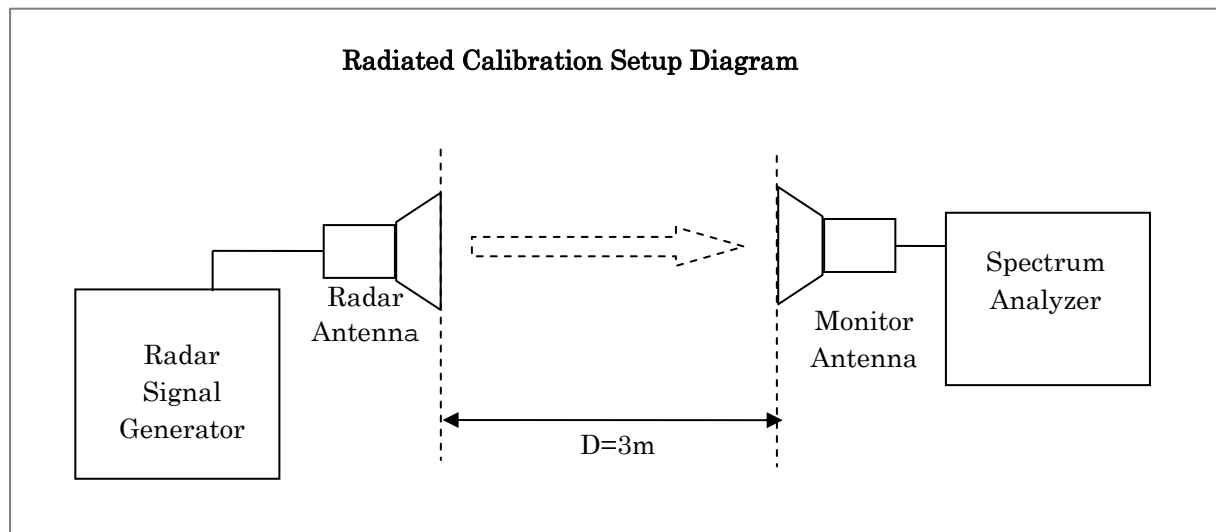 Radiated Calibration Setup Diagram
Radar
Antenna
Radar
Signal
Generator
D=3m
Monitor
Antenna
Spectrum
Analyzer